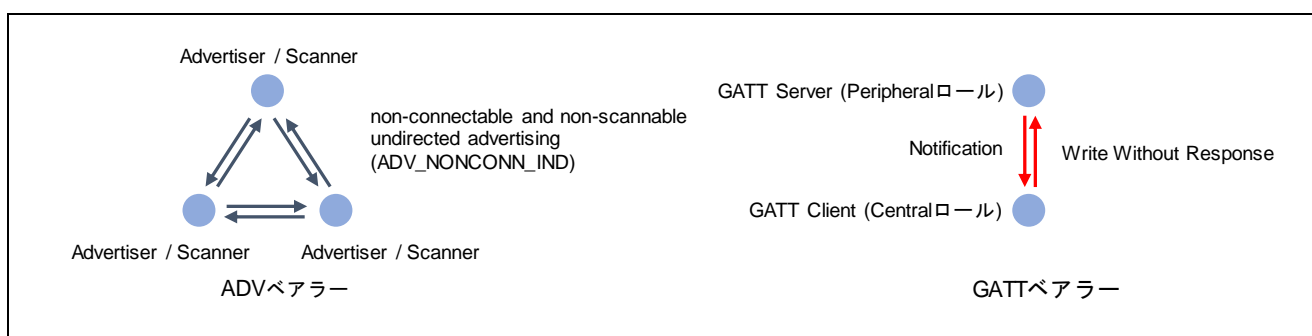 Advertiser / Scanner
non-connectable and non-scannable
undirected advertising
(ADV_NONCONN_IND)
Advertiser / Scanner
Advertiser / Scanner
ADVベアラー
GATT Server (Peripheralロール)
Notification
Write Without Response
GATT Client (Centralロール)
GATTベアラー